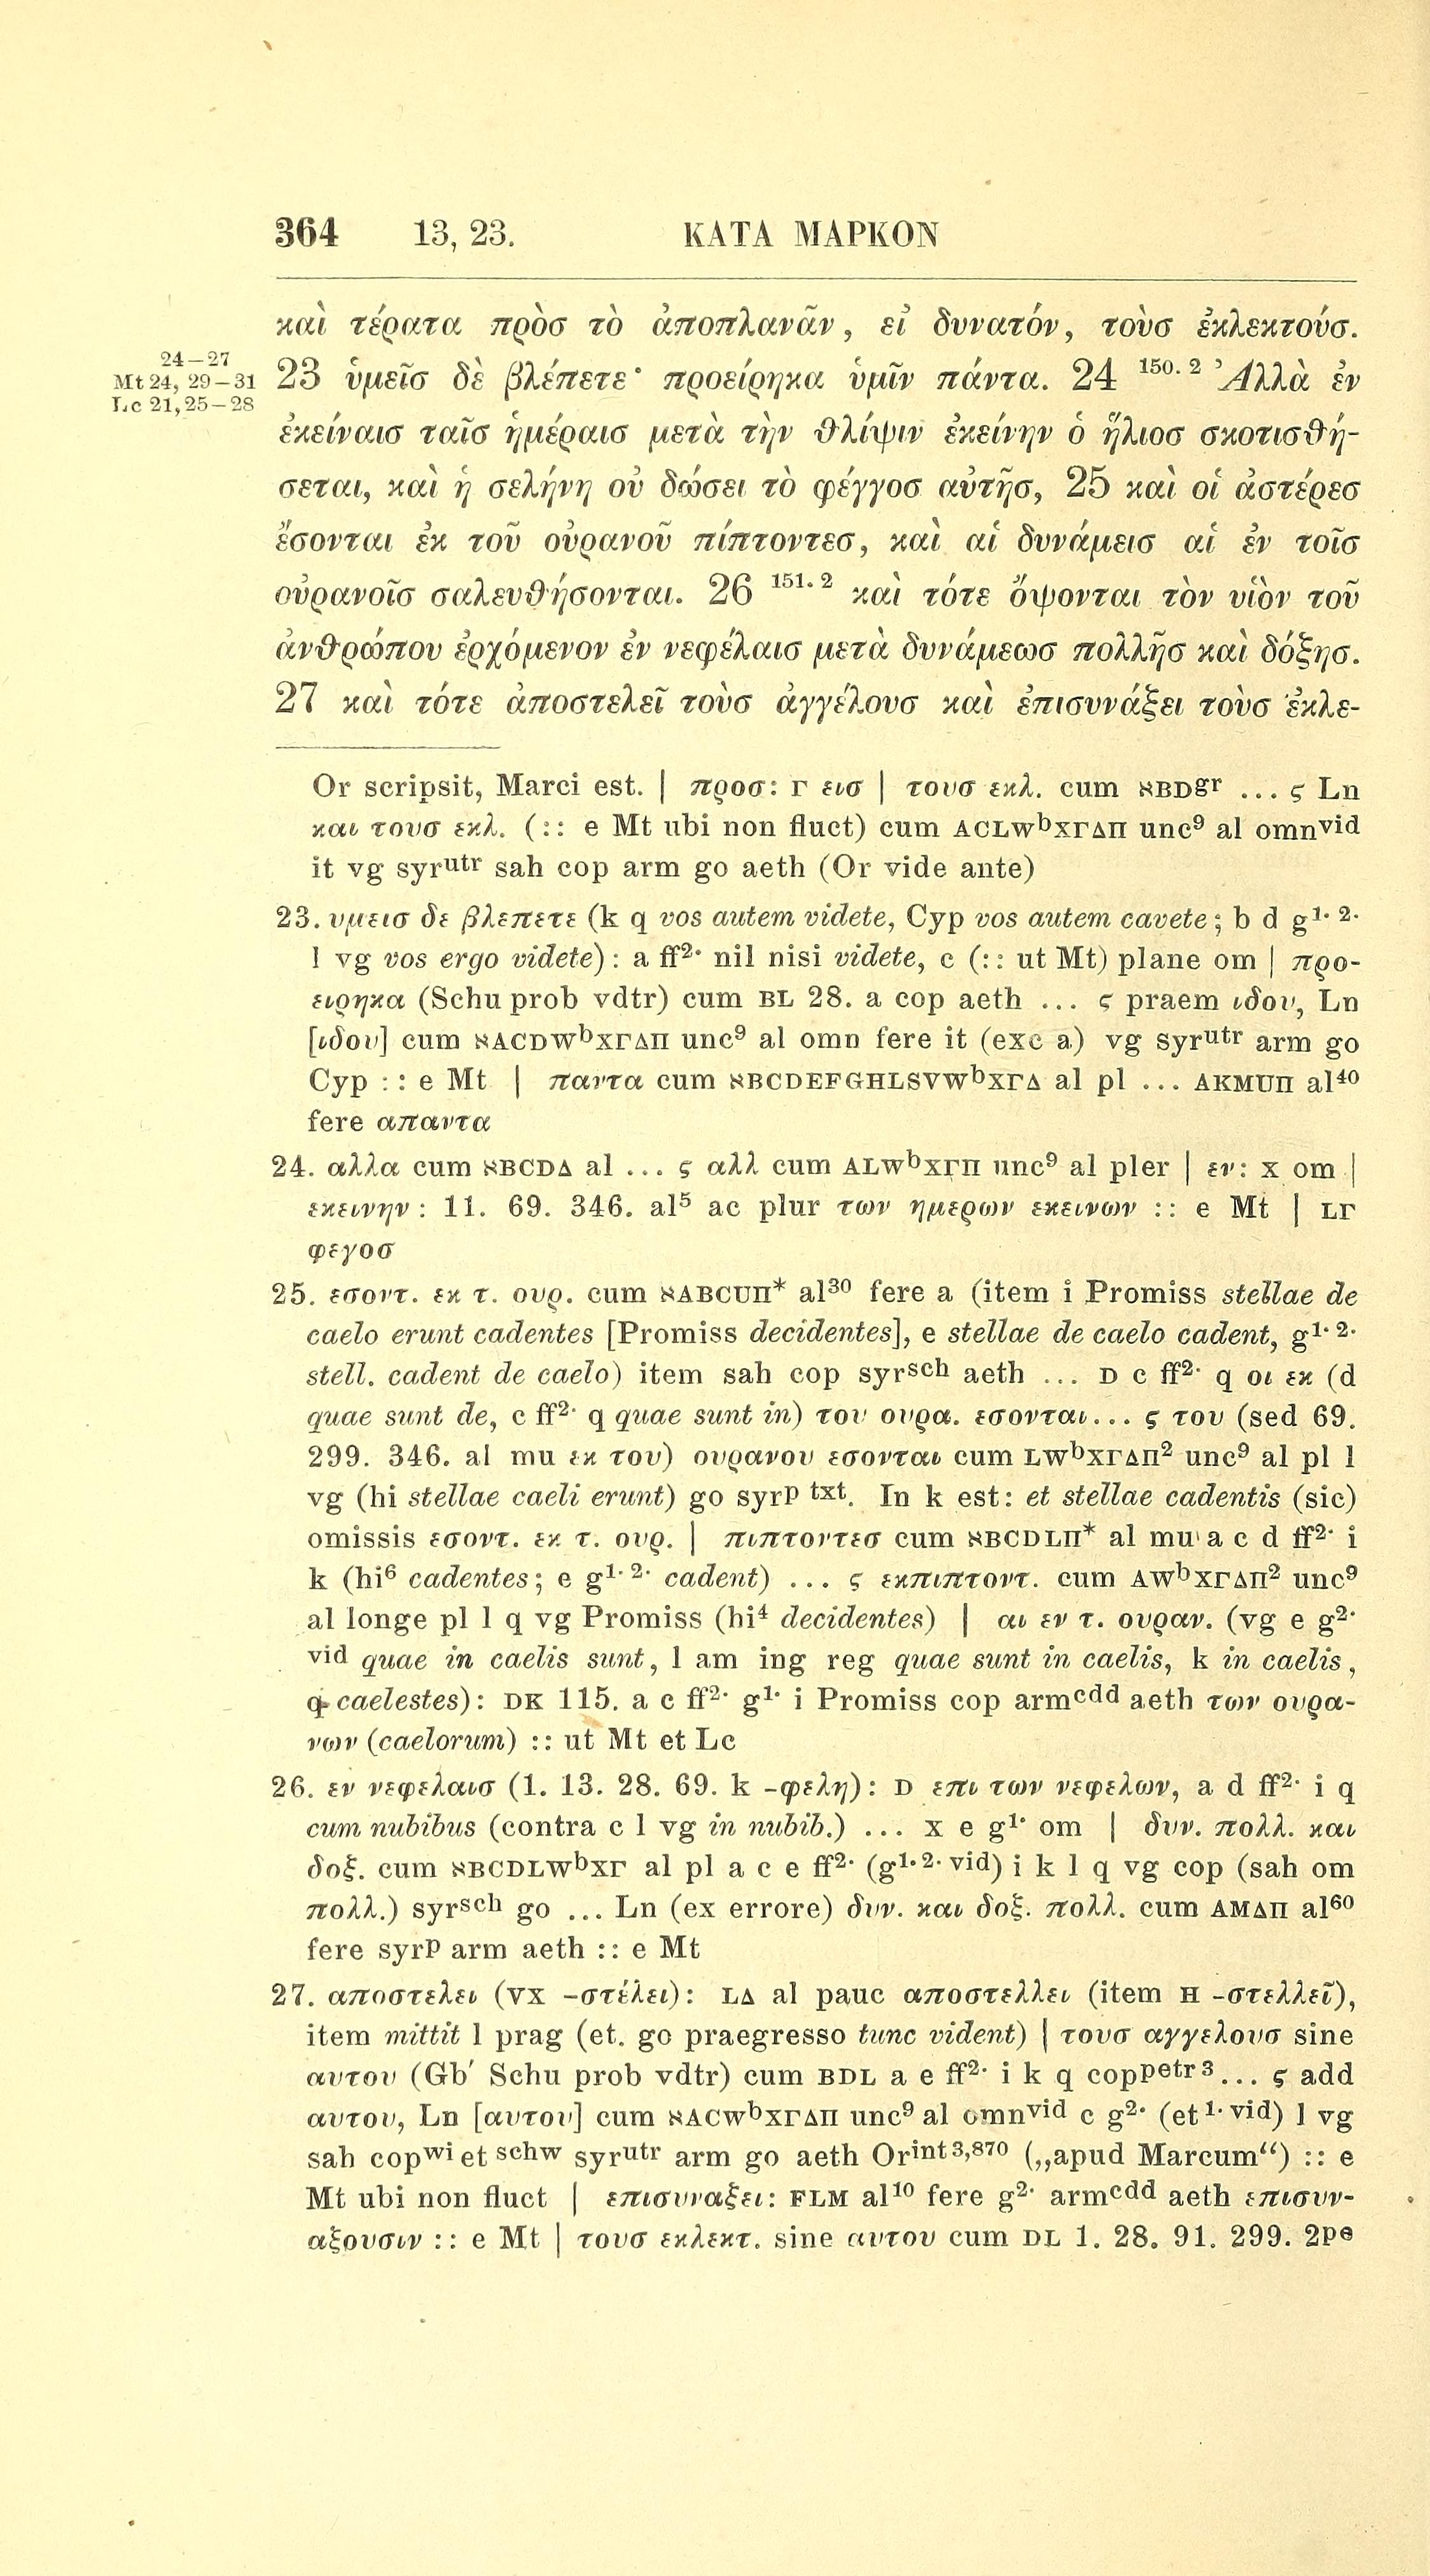 364 13, 23. ΚΑΤΑ ΜΑΡΚΟΝ
καὶ τέρατα πρὸσ τὸ ἀποπλανᾶν, εἰ δυνατόν, τοὺσ ἐκλεκτούσ.
24–27
Mt 24, 29–31
Lc 21, 25–28
23 ὑμεῖσ δὲ βλέπετε· προείρηκα ὑμῖν πάντα. 24 150. 2 Ἀλλὰ ἐν
ἐκείναισ ταῖσ ἡμέραισ μετὰ τὴν θλίψιν ἐκείνην ὁ ἥλιοσ σκοτισθή-
σεται, καὶ ἡ σελήνη οὐ δώσει τὸ φέγγοσ αὐτῆσ, 25 καὶ οἱ ἀστέρεσ
ἔσονται ἐκ τοῦ οὐρανοῦ πίπτοντεσ, καὶ αἱ δυνάμεισ αἱ ἐν τοῖσ
οὐρανοῖσ σαλευθήσονται. 26 151. 2 καὶ τότε ὄψονται τὸν υἱὸν τοῦ
ἀνθρώπου ἐρχόμενον ἐν νεφέλαισ μετὰ δυνάμεωσ πολλῆσ καὶ δόξησ.
27 καὶ τότε ἀποστελεῖ τοὺσ ἀγγέλουσ καὶ ἐπισυνάξει τοὺσ ἐκλε-
Or scripsit, Marci est. | προσ: Γ εισ | τουσ εκλ. cum ℵBDgr ... ς Ln
και τουσ εκλ. (:: e Mt ubi non fluct) cum ACLWbXΓΔΠ unc9 al omnvid
it vg syrutr sah cop arm go aeth (Or vide ante)
23. υμεισ δε βλεπετε (k q vos autem videte, Cyp vos autem cavete; b d g1. 2.
l vg vos ergo videte): a ff2. nil nisi videte, c (:: ut Mt) plane om | προ-
ειρηκα (Schu prob vdtr) cum BL 28. a cop aeth ... ς praem ιδου, Ln
[ιδου] cum ℵACDWbXΓΔΠ unc9 al omn fere it (exc a) vg syrutr arm go
Cyp :: e Mt | παντα cum ℵBCDEFGHLSVWbXΓΔ al pl ... AKMUΠ al40
fere απαντα
24. αλλα cum ℵBCDΔ al ... ς αλλ cum ALWbXΓΠ unc9 al pler | εν: X om |
εκεινην: 11. 69. 346. al5 ac plur των ημερων εκεινων :: e Mt | LΓ
φεγοσ
25. εσοντ. εκ τ. ουρ. cum ℵABCUΠ* al30 fere a (item i Promiss stellae de
caelo erunt cadentes [Promiss decidentes], e stellae de caelo cadent, g1. 2.
stell. cadent de caelo) item sah cop syrsch aeth ... D c ff2. q οι εκ (d
quae sunt de, c ff2. q quae sunt in) του ουρα. εσονται... ς του (sed 69.
299. 346. al mu εκ του) ουρανου εσονται cum LWbXΓΔΠ2 unc9 al pl l
vg (hi stellae caeli erunt) go syrp txt. In k est: et stellae cadentis (sic)
omissis εσοντ. εκ τ. ουρ. | πιπτοντεσ cum ℵBCDLΠ* al mu a c d ff2. i
k (hi6 cadentes; e g1. 2. cadent) ... ς εκπιπτοντ. cum AWbXΓΔΠ2 unc9
al longe pl l q vg Promiss (hi4 decidentes) | αι εν τ. ουραν. (vg e g2.
vid quae in caelis sunt, l am ing reg quae sunt in caelis, k in caelis,
q caelestes): DK 115. a c ff2. g1. i Promiss cop armcdd aeth των ουρα-
νων (caelorum) :: ut Mt et Lc
26. εν νεφελαισ (1. 13. 28. 69. k -φελη): D επι των νεφελων, a d ff2. i q
cum nubibus (contra c l vg in nubib.) ... X e g1. om | δυν. πολλ. και
δοξ. cum ℵBCDLWbXΓ al pl a c e ff2. (g1. 2. vid) i k l q vg cop (sah om
πολλ.) syrsch go ... Ln (ex errore) δυν. και δοξ. πολλ. cum AMΔΠ al60
fere syrp arm aeth :: e Mt
27. αποστελει (VX -στέλει): LΔ al pauc αποστελλει (item H -στελλεῖ),
item mittit l prag (et. go praegresso tunc vident) | τουσ αγγελουσ sine
αυτου (Gb′ Schu prob vdtr) cum BDL a e ff2. i k q coppetr 3... ς add
αυτου, Ln [αυτου] cum ℵACWbXΓΔΠ unc9 al omnvid c g2. (et 1. vid) l vg
sah copwi et schw syrutr arm go aeth Orint 3,870 („apud Marcum“) :: e
Mt ubi non fluct | επισυναξει: FLM al10 fere g2. armcdd aeth επισυν-
αξουσιν :: e Mt | τουσ εκλεκτ. sine αυτου cum DL 1. 28. 91. 299. 2pe